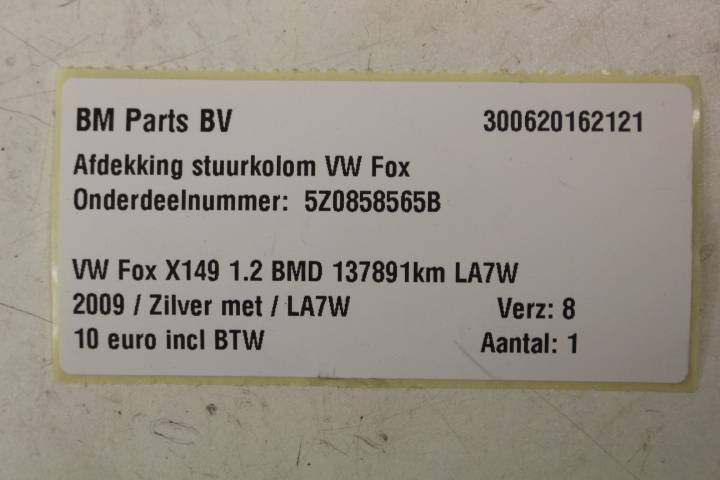 BM Parts BV 300620162121
Afdekking stuurkolom VW Fox
Onderdeelnummer: 5Z0858565B
VW Fox X149 1.2 BMD 137891km LA7W
2009 / Zilver met / LA7W Verz: 8
10 euro incl BTW Aantal: 1